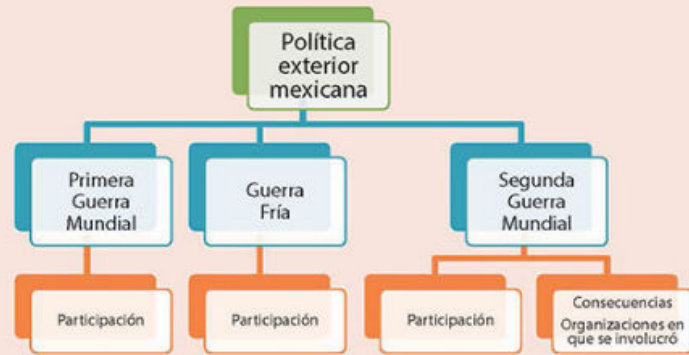 Política
exterior
mexicana
Primera
Guerra
Mundial
Guerra
Fría
Segunda
Guerra
Mundial
Participación
Participación
Participación
Consecuencias
Organizaciones en
que se involucró